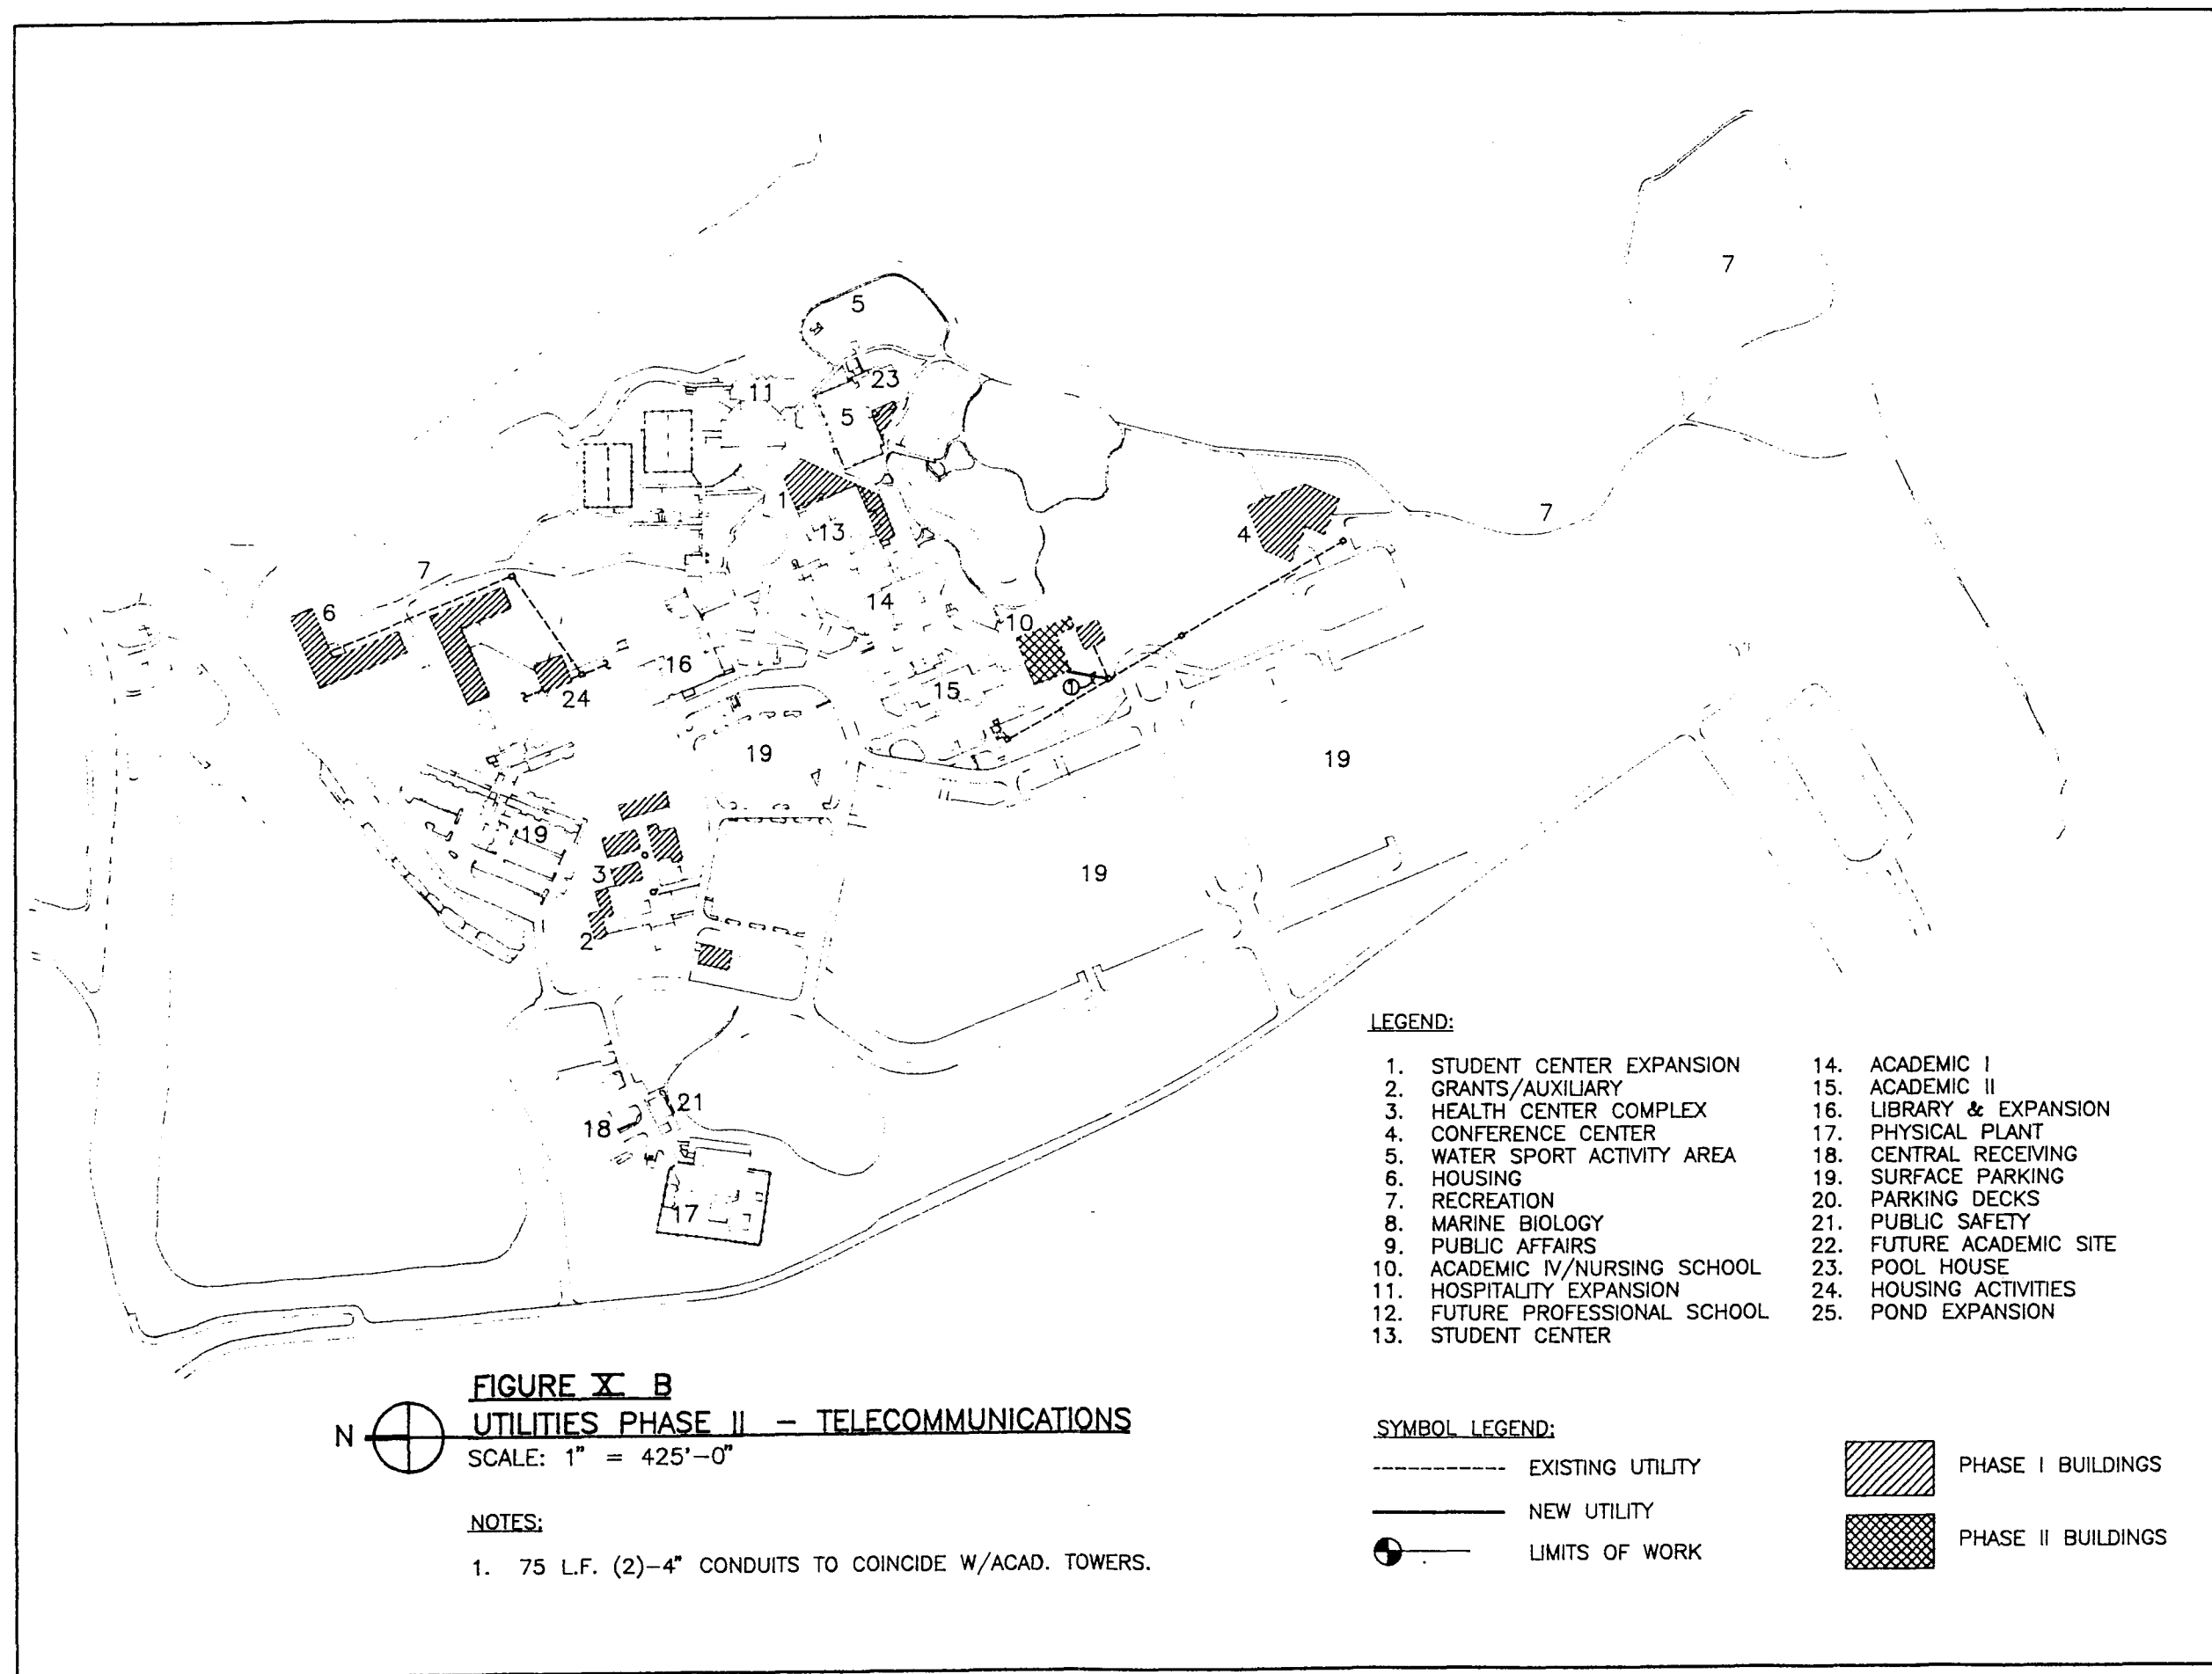 7
5
11
23
5
1
13
4
7
7
6
14
10
16
24
15
1
19
19
19
3
19
2
21
18
17
LEGEND:
1. STUDENT CENTER EXPANSION
2. GRANTS/AUXILIARY
3. HEALTH CENTER COMPLEX
4. CONFERENCE CENTER
5. WATER SPORT ACTIVITY AREA
6. HOUSING
7. RECREATION
8. MARINE BIOLOGY
9. PUBLIC AFFAIRS
10. ACADEMIC IV/NURSING SCHOOL
11. HOSPITALITY EXPANSION
12. FUTURE PROFESSIONAL SCHOOL
13. STUDENT CENTER
14. ACADEMIC I
15. ACADEMIC II
16. LIBRARY & EXPANSION
17. PHYSICAL PLANT
18. CENTRAL RECEIVING
19. SURFACE PARKING
20. PARKING DECKS
21. PUBLIC SAFETY
22. FUTURE ACADEMIC SITE
23. POOL HOUSE
24. HOUSING ACTIVITIES
25. POND EXPANSION
FIGURE X B
N
UTILITIES PHASE II – TELECOMMUNICATIONS
SCALE: 1" = 425'–0"
NOTES:
1. 75 L.F. (2)–4" CONDUITS TO COINCIDE W/ACAD. TOWERS.
SYMBOL LEGEND:
EXISTING UTILITY
NEW UTILITY
LIMITS OF WORK
PHASE I BUILDINGS
PHASE II BUILDINGS